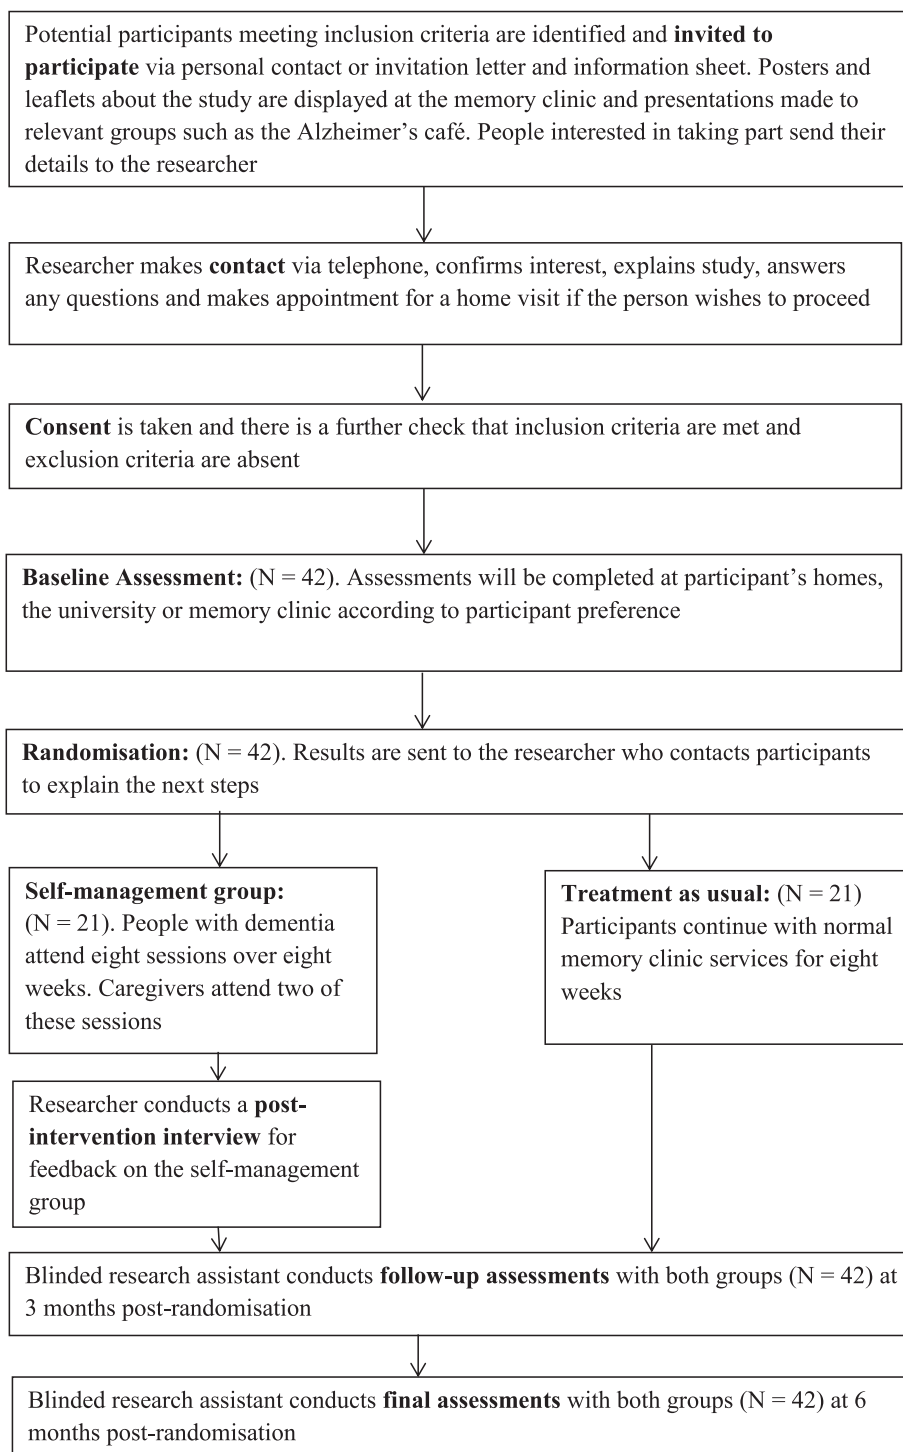 Potential participants meeting inclusion criteria are identified and invited to
participate via personal contact or invitation letter and information sheet. Posters and
leaflets about the study are displayed at the memory clinic and presentations made to
relevant groups such as the Alzheimer’s café. People interested in taking part send their
details to the researcher
Researcher makes contact via telephone, confirms interest, explains study, answers
any questions and makes appointment for a home visit if the person wishes to proceed
Consent is taken and there is a further check that inclusion criteria are met and
exclusion criteria are absent
Baseline Assessment: (N = 42). Assessments will be completed at participant’s homes,
the university or memory clinic according to participant preference
Randomisation: (N = 42). Results are sent to the researcher who contacts participants
to explain the next steps
Self-management group:
(N = 21). People with dementia
attend eight sessions over eight
weeks. Caregivers attend two of
these sessions
Treatment as usual: (N = 21)
Participants continue with normal
memory clinic services for eight
weeks
Researcher conducts a post-
intervention interview for
feedback on the self-management
group
Blinded research assistant conducts follow-up assessments with both groups (N = 42) at
3 months post-randomisation
Blinded research assistant conducts final assessments with both groups (N = 42) at 6
months post-randomisation